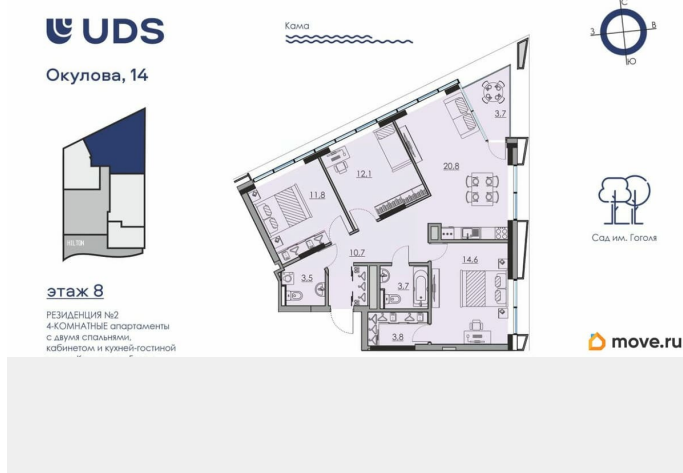 UDS
Окулова, 14
Кама
С
З
В
Ю
3.7
12.1
20.8
11.8
10.7
14.6
3.5
3.7
3.8
Сад им. Гоголя
HILTON
этаж 8
РЕЗИДЕНЦИЯ №2
4-КОМНАТНЫЕ апартаменты
с двумя спальнями,
кабинетом и кухней-гостиной
move.ru